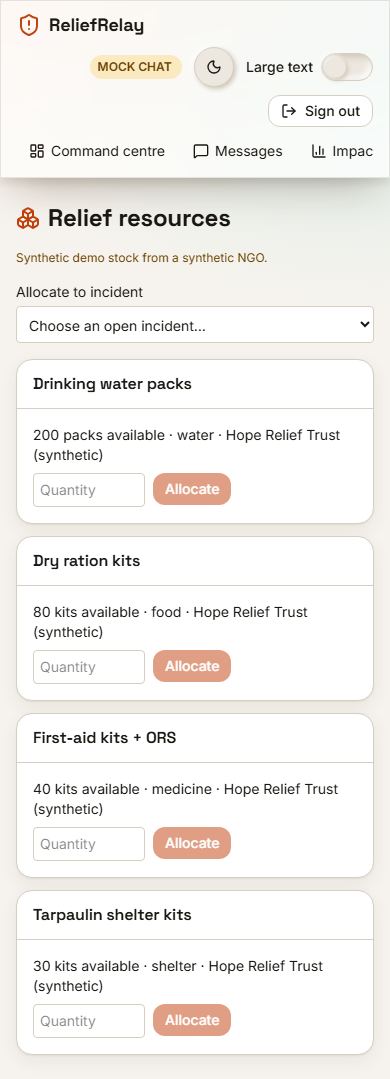 ReliefRelay
MOCK CHAT
Large text
Sign out
Command centre
Messages
Impac
Relief resources
Synthetic demo stock from a synthetic NGO.
Allocate to incident
Choose an open incident...
Drinking water packs
200 packs available · water · Hope Relief Trust
(synthetic)
Quantity
Allocate
Dry ration kits
80 kits available · food · Hope Relief Trust
(synthetic)
Quantity
Allocate
First-aid kits + ORS
40 kits available · medicine · Hope Relief Trust
(synthetic)
Quantity
Allocate
Tarpaulin shelter kits
30 kits available · shelter · Hope Relief Trust
(synthetic)
Quantity
Allocate